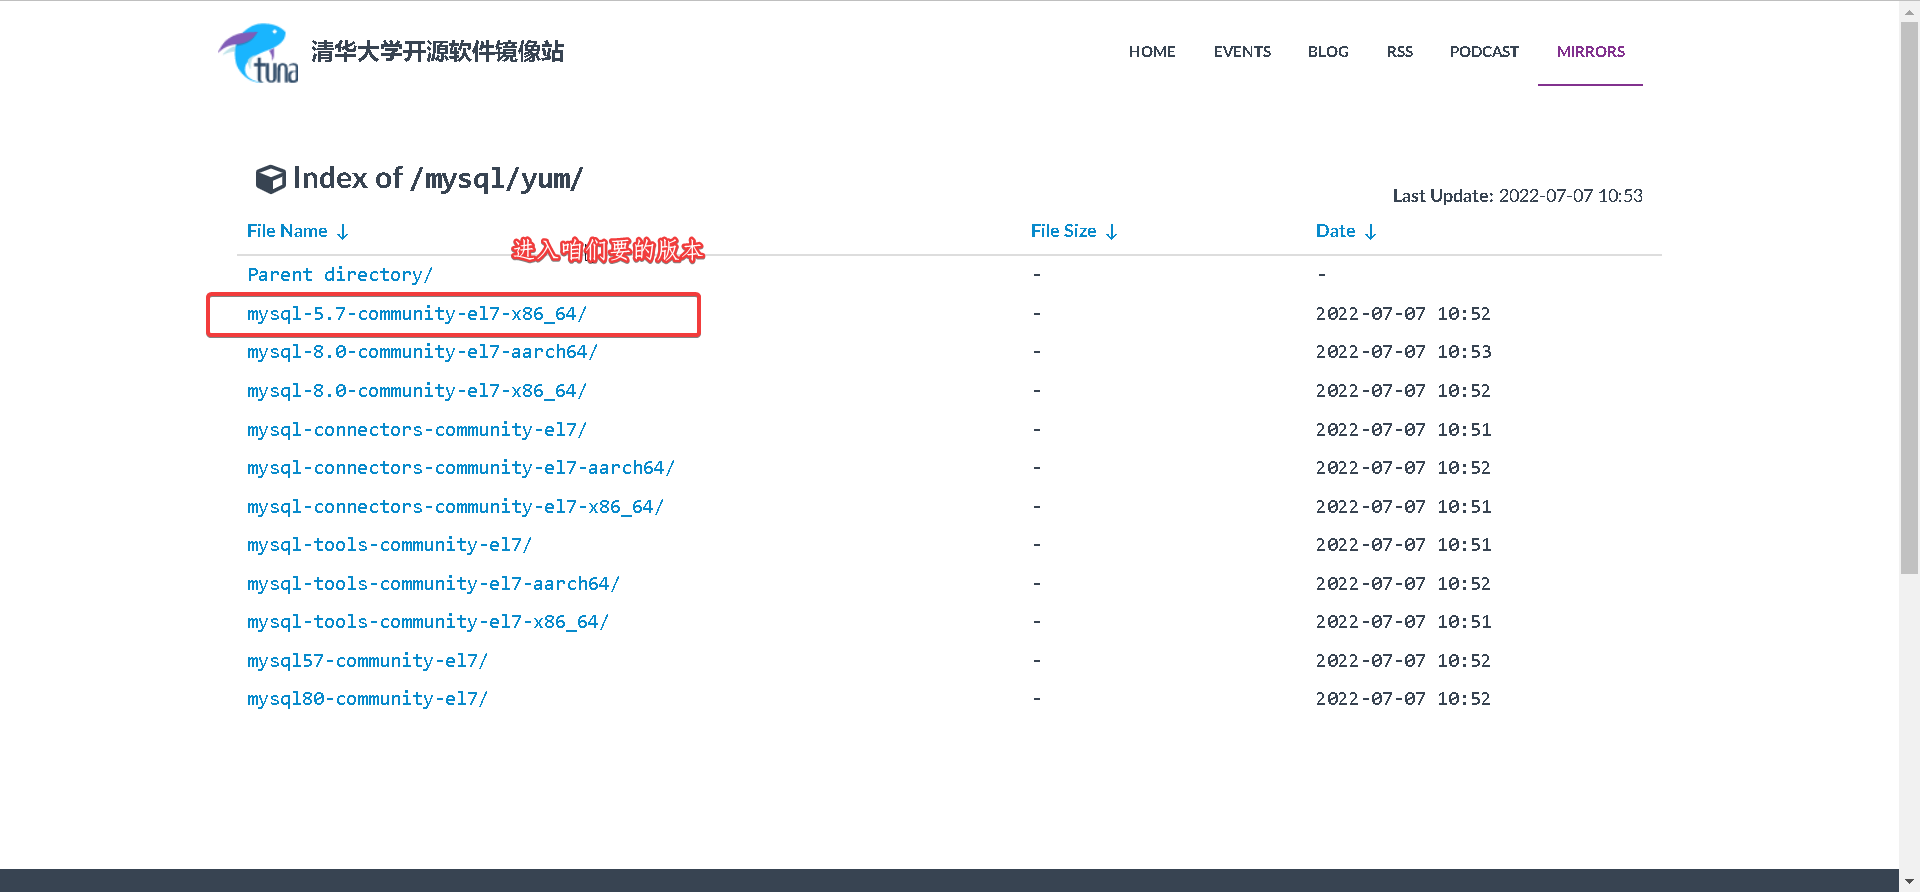 tuna 清华大学开源软件镜像站 HOME EVENTS BLOG RSS PODCAST MIRRORS
Index of /mysql/yum/
Last Update: 2022-07-07 10:53
File Name ↓ File Size ↓ Date ↓
进入咱们要的版本
Parent directory/ - -
mysql-5.7-community-el7-x86_64/ - 2022-07-07 10:52
mysql-8.0-community-el7-aarch64/ - 2022-07-07 10:53
mysql-8.0-community-el7-x86_64/ - 2022-07-07 10:52
mysql-connectors-community-el7/ - 2022-07-07 10:51
mysql-connectors-community-el7-aarch64/ - 2022-07-07 10:52
mysql-connectors-community-el7-x86_64/ - 2022-07-07 10:51
mysql-tools-community-el7/ - 2022-07-07 10:51
mysql-tools-community-el7-aarch64/ - 2022-07-07 10:52
mysql-tools-community-el7-x86_64/ - 2022-07-07 10:51
mysql57-community-el7/ - 2022-07-07 10:52
mysql80-community-el7/ - 2022-07-07 10:52